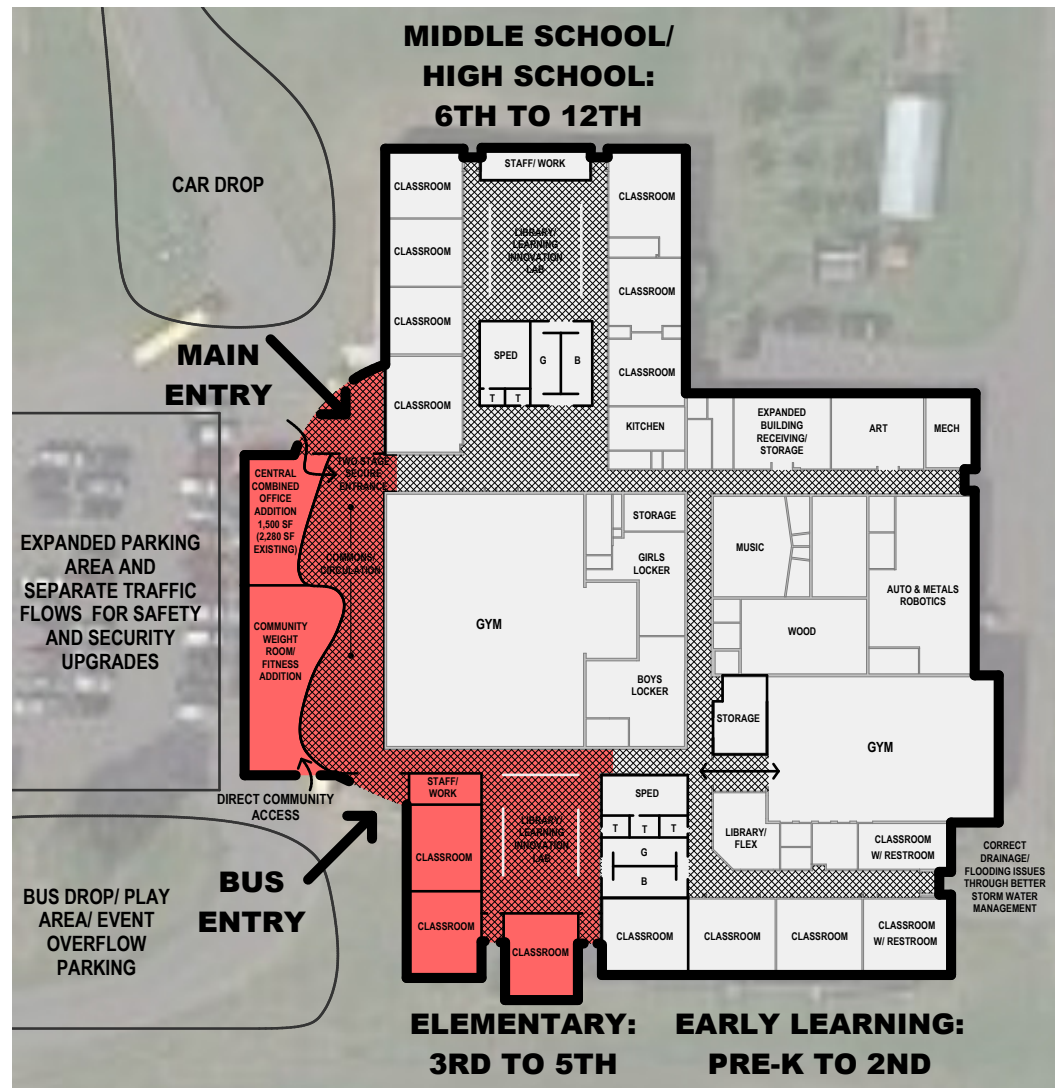 MIDDLE SCHOOL/
HIGH SCHOOL:
6TH TO 12TH
CAR DROP
STAFF/ WORK
CLASSROOM
CLASSROOM
CLASSROOM
CLASSROOM
LIBRARY/
LEARNING
INNOVATION
LAB
CLASSROOM
CLASSROOM
CLASSROOM
SPED
G
B
T
T
KITCHEN
EXPANDED
BUILDING
RECEIVING/
STORAGE
ART
MECH
MAIN
ENTRY
TWO STAGE
SECURE
ENTRANCE
CENTRAL
COMBINED
OFFICE
ADDITION
1,500 SF
(2,280 SF
EXISTING)
COMMONS/
CIRCULATION
EXPANDED PARKING
AREA AND
SEPARATE TRAFFIC
FLOWS FOR SAFETY
AND SECURITY
UPGRADES
COMMUNITY
WEIGHT
ROOM/
FITNESS
ADDITION
GYM
STORAGE
GIRLS
LOCKER
BOYS
LOCKER
MUSIC
WOOD
AUTO & METALS
ROBOTICS
STORAGE
GYM
DIRECT COMMUNITY
ACCESS
BUS
ENTRY
BUS DROP/ PLAY
AREA/ EVENT
OVERFLOW
PARKING
STAFF/
WORK
CLASSROOM
CLASSROOM
LIBRARY/
LEARNING
INNOVATION
LAB
CLASSROOM
SPED
T
T
T
G
B
LIBRARY/
FLEX
CLASSROOM
W/ RESTROOM
CLASSROOM
CLASSROOM
CLASSROOM
CLASSROOM
W/ RESTROOM
CORRECT
DRAINAGE/
FLOODING ISSUES
THROUGH BETTER
STORM WATER
MANAGEMENT
ELEMENTARY:
3RD TO 5TH
EARLY LEARNING:
PRE-K TO 2ND